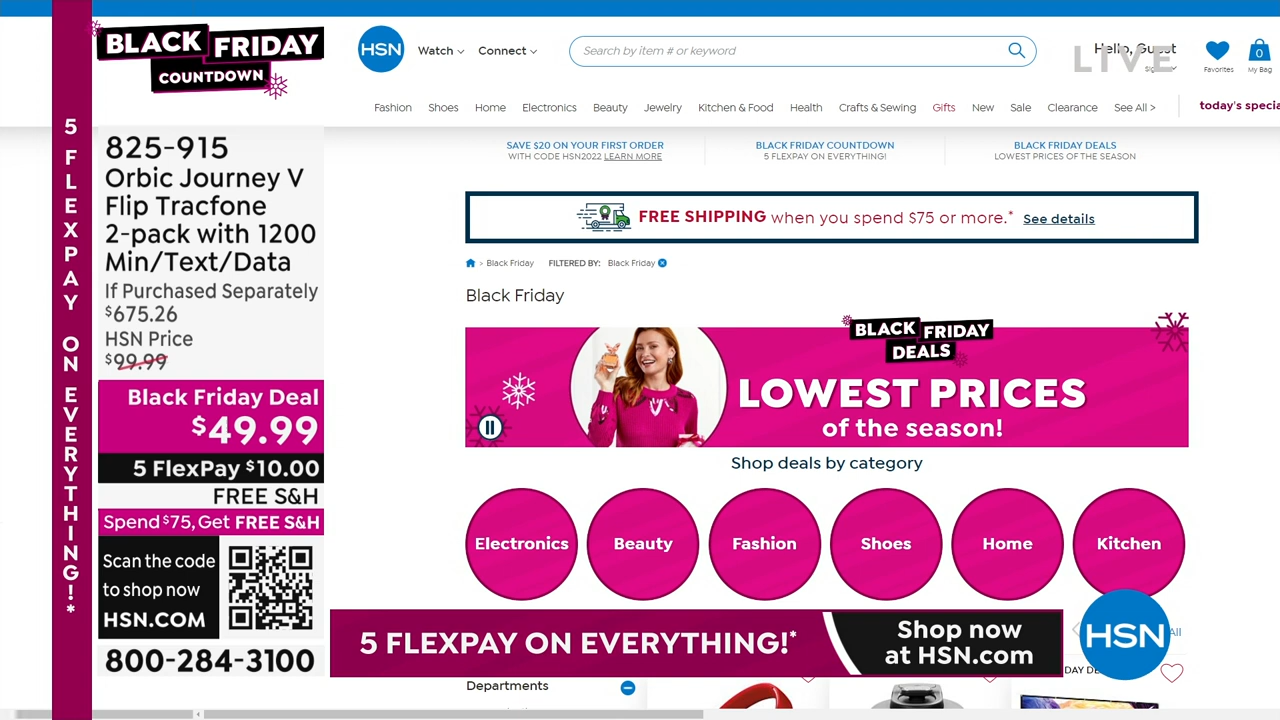 BLACK FRIDAY
COUNTDOWN
5 FLEXPAY ON EVERYTHING!*
825-915
Orbic Journey V
Flip Tracfone
2-pack with 1200
Min/Text/Data
If Purchased Separately
$675.26
HSN Price
$99.99
Black Friday Deal
$49.99
5 FlexPay $10.00
FREE S&H
Spend $75, Get FREE S&H
Scan the code
to shop now
HSN.COM
800-284-3100
HSN
Watch
Connect
Search by item # or keyword
Hello, Guest
LIVE
Favorites
0
My Bag
Fashion Shoes Home Electronics Beauty Jewelry Kitchen & Food Health Crafts & Sewing Gifts New Sale Clearance See All >
today's specia
SAVE $20 ON YOUR FIRST ORDER
WITH CODE HSN2022 LEARN MORE
BLACK FRIDAY COUNTDOWN
5 FLEXPAY ON EVERYTHING!
BLACK FRIDAY DEALS
LOWEST PRICES OF THE SEASON
FREE SHIPPING when you spend $75 or more.* See details
> Black Friday FILTERED BY: Black Friday
Black Friday
BLACK FRIDAY
DEALS
LOWEST PRICES
of the season!
Shop deals by category
Electronics
Beauty
Fashion
Shoes
Home
Kitchen
5 FLEXPAY ON EVERYTHING!*
Shop now
at HSN.com
HSN
All
Departments